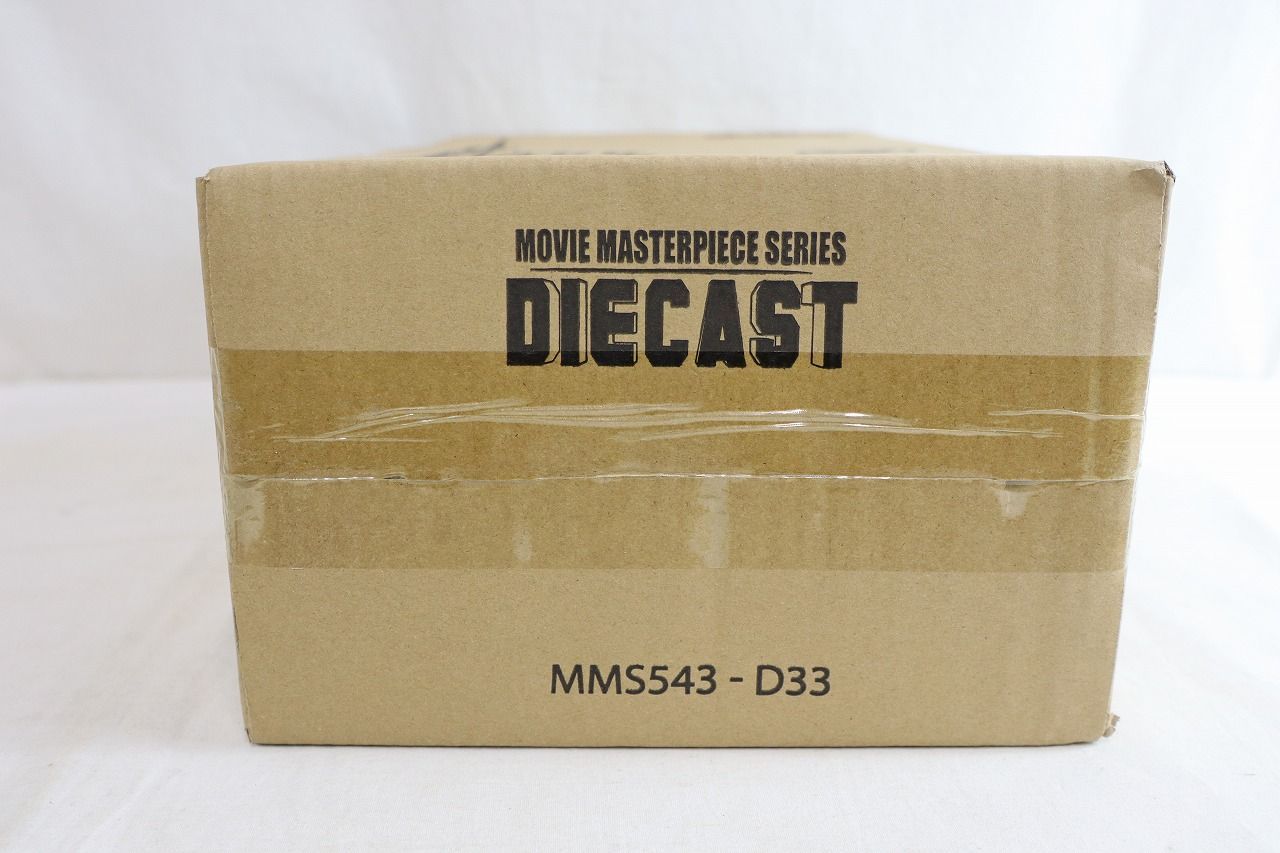 MOVIE MASTERPIECE SERIES
DIECAST
MMS543 - D33